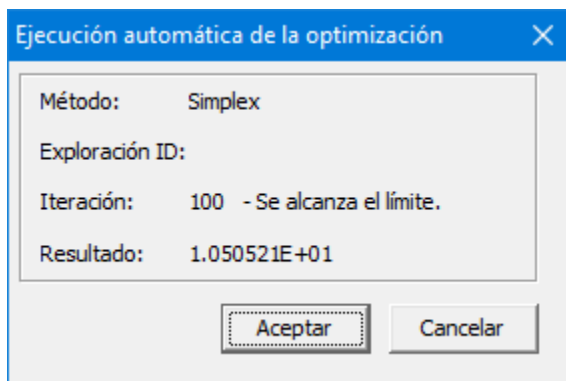 Ejecución automática de la optimización
Método: Simplex
Exploración ID:
Iteración: 100 - Se alcanza el límite.
Resultado: 1.050521E+01
Aceptar Cancelar